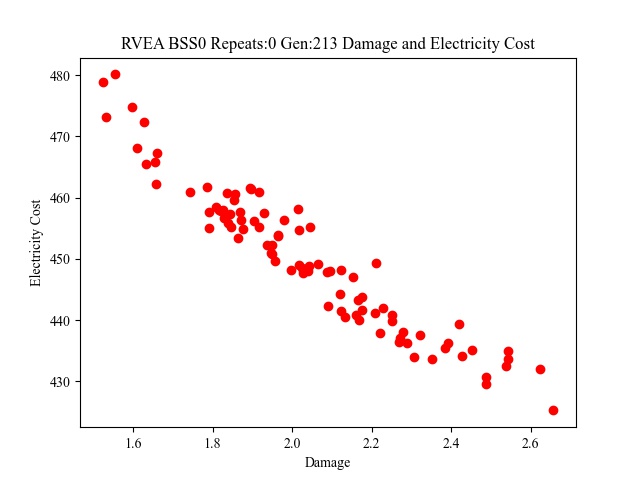 RVEA BSS0 Repeats:0 Gen:213 Damage and Electricity Cost
480
470
460
450
440
430
Electricity Cost
1.6 1.8 2.0 2.2 2.4 2.6
Damage